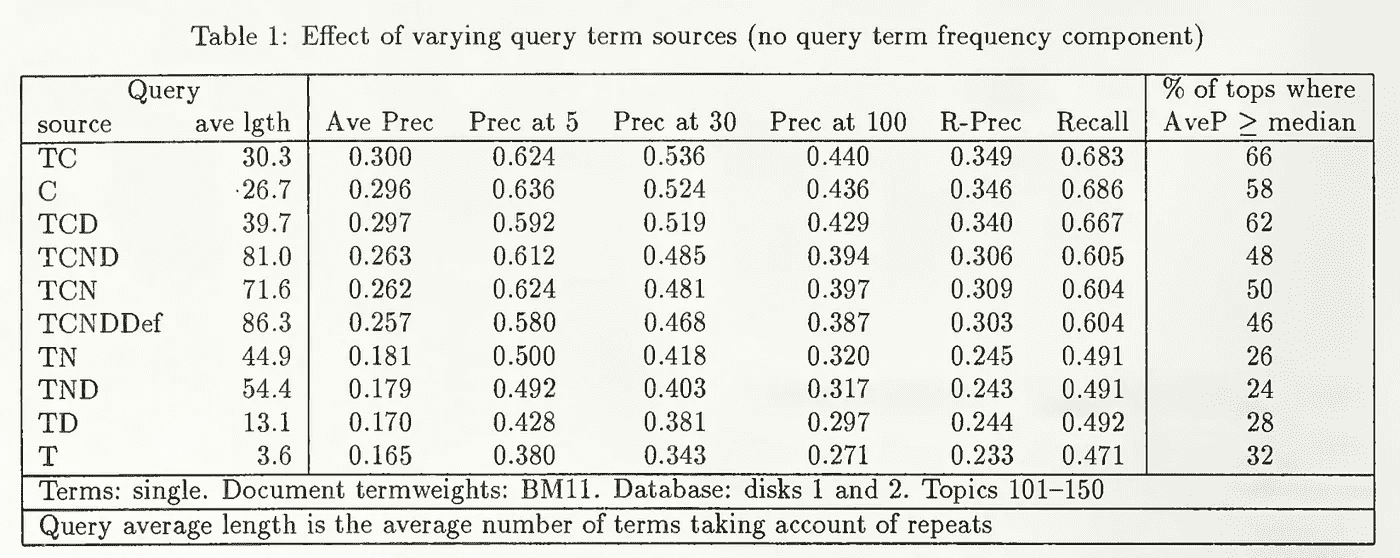 Table 1: Effect of varying query term sources (no query term frequency component)
Query % of tops where
source ave lgth Ave Prec Prec at 5 Prec at 30 Prec at 100 R-Prec Recall AveP ≥ median
TC 30.3 0.300 0.624 0.536 0.440 0.349 0.683 66
C 26.7 0.296 0.636 0.524 0.436 0.346 0.686 58
TCD 39.7 0.297 0.592 0.519 0.429 0.340 0.667 62
TCND 81.0 0.263 0.612 0.485 0.394 0.306 0.605 48
TCN 71.6 0.262 0.624 0.481 0.397 0.309 0.604 50
TCNDDef 86.3 0.257 0.580 0.468 0.387 0.303 0.604 46
TN 44.9 0.181 0.500 0.418 0.320 0.245 0.491 26
TND 54.4 0.179 0.492 0.403 0.317 0.243 0.491 24
TD 13.1 0.170 0.428 0.381 0.297 0.244 0.492 28
T 3.6 0.165 0.380 0.343 0.271 0.233 0.471 32
Terms: single. Document termweights: BM11. Database: disks 1 and 2. Topics 101–150
Query average length is the average number of terms taking account of repeats